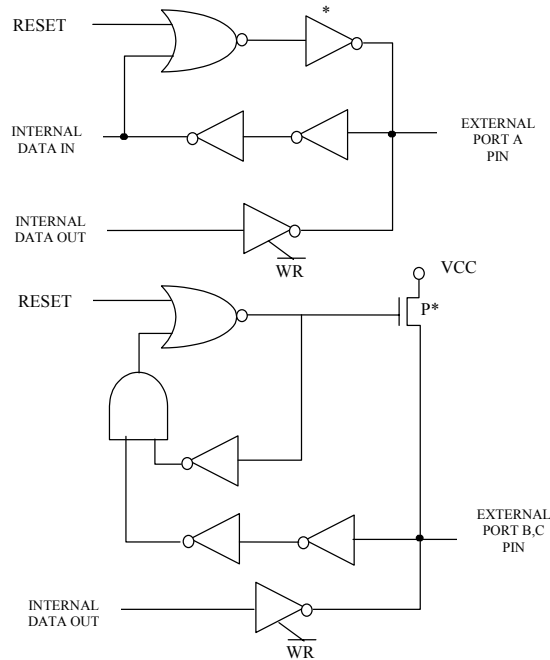 RESET
*
INTERNAL
DATA IN
EXTERNAL
PORT A
PIN
INTERNAL
DATA OUT
WR
VCC
RESET
P*
EXTERNAL
PORT B,C
PIN
INTERNAL
DATA OUT
WR